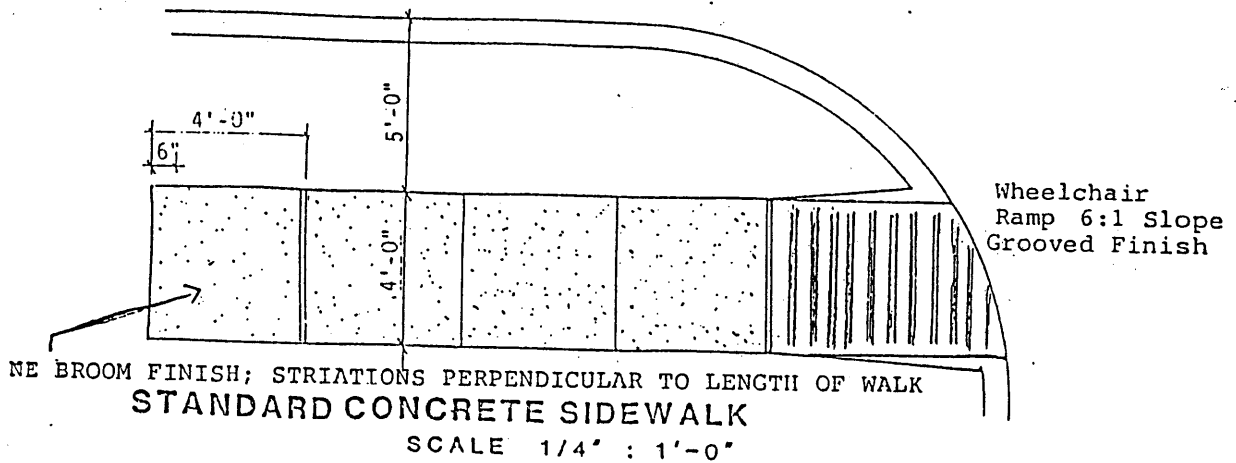 4'-0"
5'-0"
6"
4'-0"
Wheelchair
Ramp 6:1 Slope
Grooved Finish
NE BROOM FINISH; STRIATIONS PERPENDICULAR TO LENGTH OF WALK
STANDARD CONCRETE SIDEWALK
SCALE 1/4" : 1'-0"